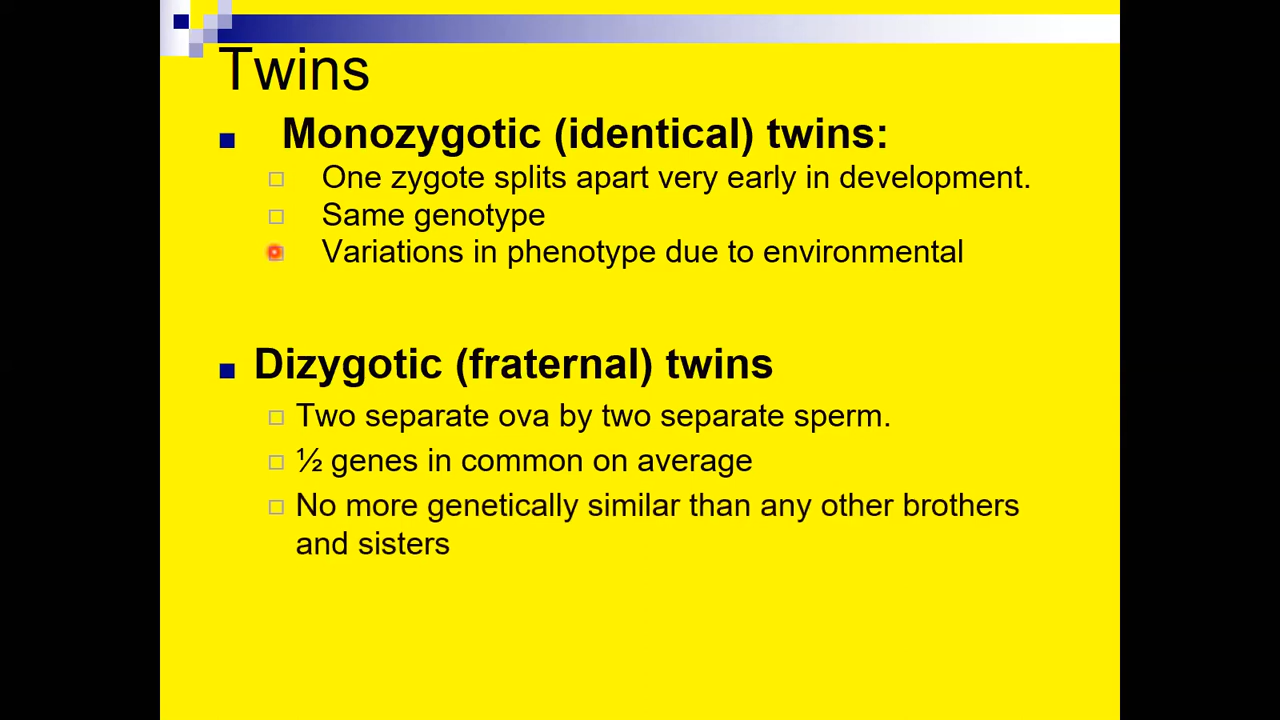 Twins
Monozygotic (identical) twins:
One zygote splits apart very early in development.
Same genotype
Variations in phenotype due to environmental
Dizygotic (fraternal) twins
Two separate ova by two separate sperm.
½ genes in common on average
No more genetically similar than any other brothers
and sisters